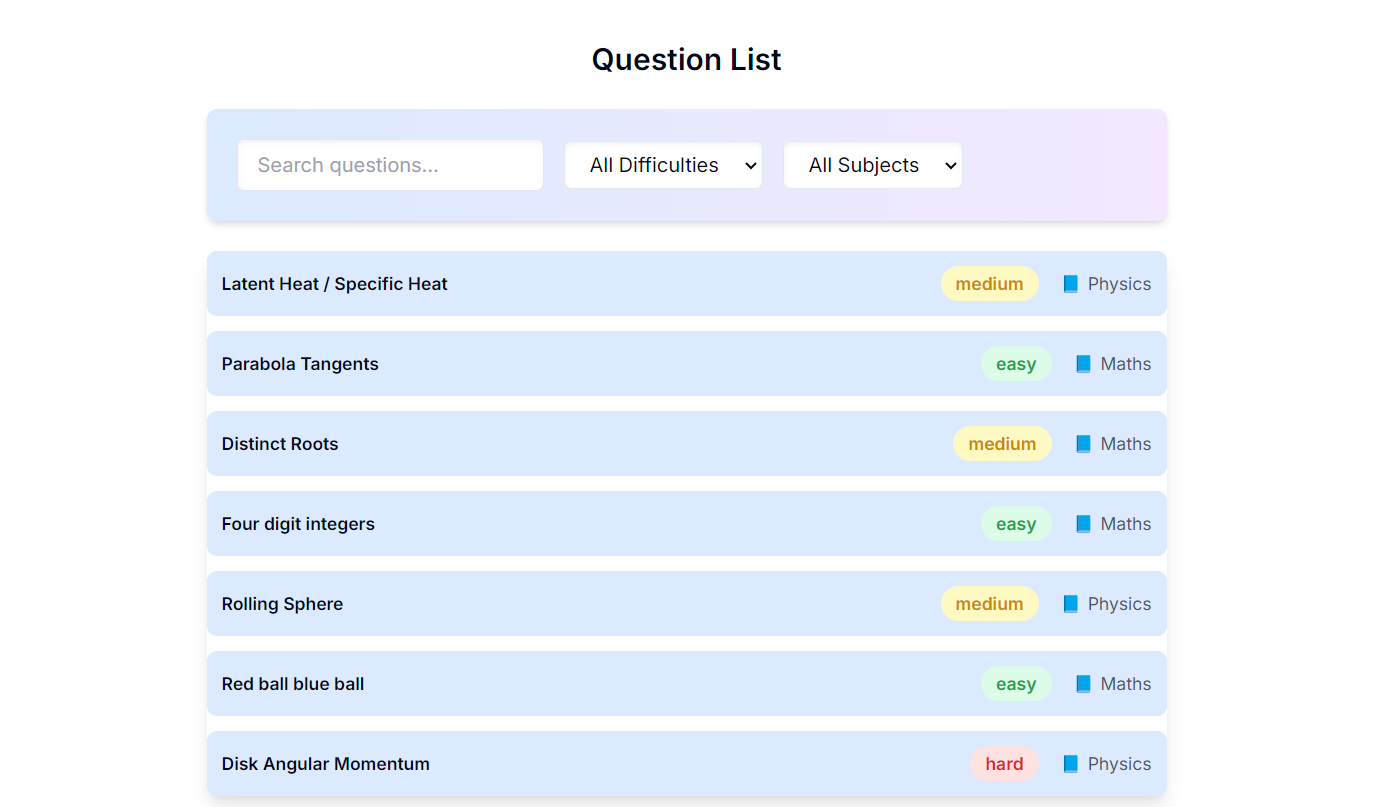 Question List
Search questions...
All Difficulties
All Subjects
Latent Heat / Specific Heat medium Physics
Parabola Tangents easy Maths
Distinct Roots medium Maths
Four digit integers easy Maths
Rolling Sphere medium Physics
Red ball blue ball easy Maths
Disk Angular Momentum hard Physics